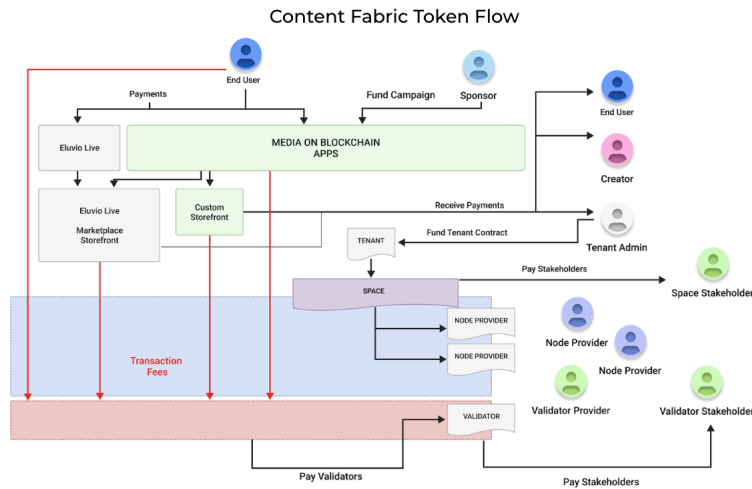 Content Fabric Token Flow
End User
Payments
Fund Campaign
Sponsor
End User
Eluvio Live
MEDIA ON BLOCKCHAIN
APPS
Creator
Eluvio Live
Marketplace
Storefront
Custom
Storefront
Receive Payments
Tenant Admin
Fund Tenant Contract
TENANT
Pay Stakeholders
SPACE
Space Stakeholder
NODE PROVIDER
Node Provider
NODE PROVIDER
Node Provider
Transaction
Fees
Validator Provider
Validator Stakeholder
VALIDATOR
Pay Validators
Pay Stakeholders